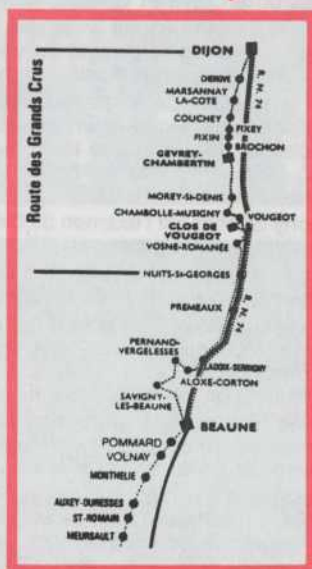 Route des Grands Crus
DIJON
R. N. 74
CHENOVE
MARSANNAY
LA-COTE
COUCHEY
FIXEY
FIXIN
BROCHON
GEVREY-
CHAMBERTIN
MOREY-St-DENIS
CHAMBOLLE-MUSIGNY
VOUGEOT
CLOS DE
VOUGEOT
VOSNE-ROMANÉE
NUITS-St-GEORGES
R. N. 74
PREMEAUX
PERNAND-
VERGELESSES
LADOIX-SERRIGNY
ALOXE-CORTON
SAVIGNY-
LES-BEAUNE
BEAUNE
POMMARD
VOLNAY
MONTHELIE
AUXEY-DURESSES
ST-ROMAIN
MEURSAULT